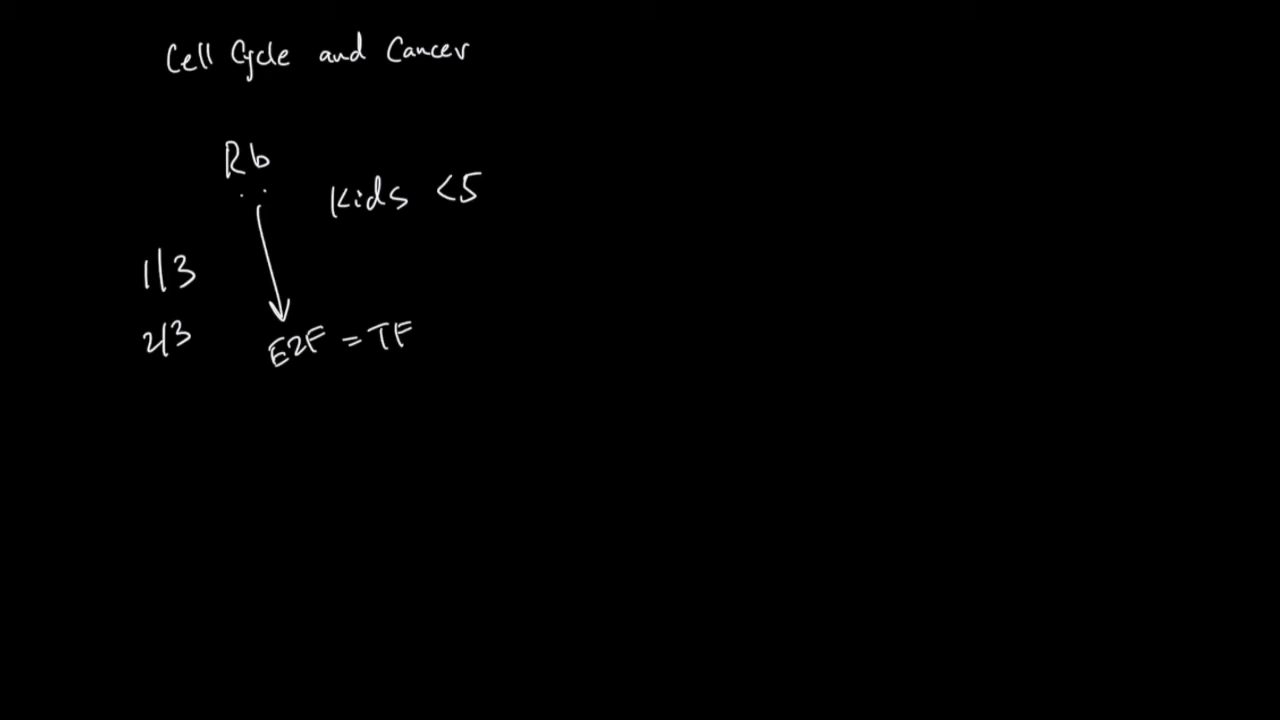 Cell Cycle and Cancer
Rb
Kids <5
1/3
2/3
E2F = TF